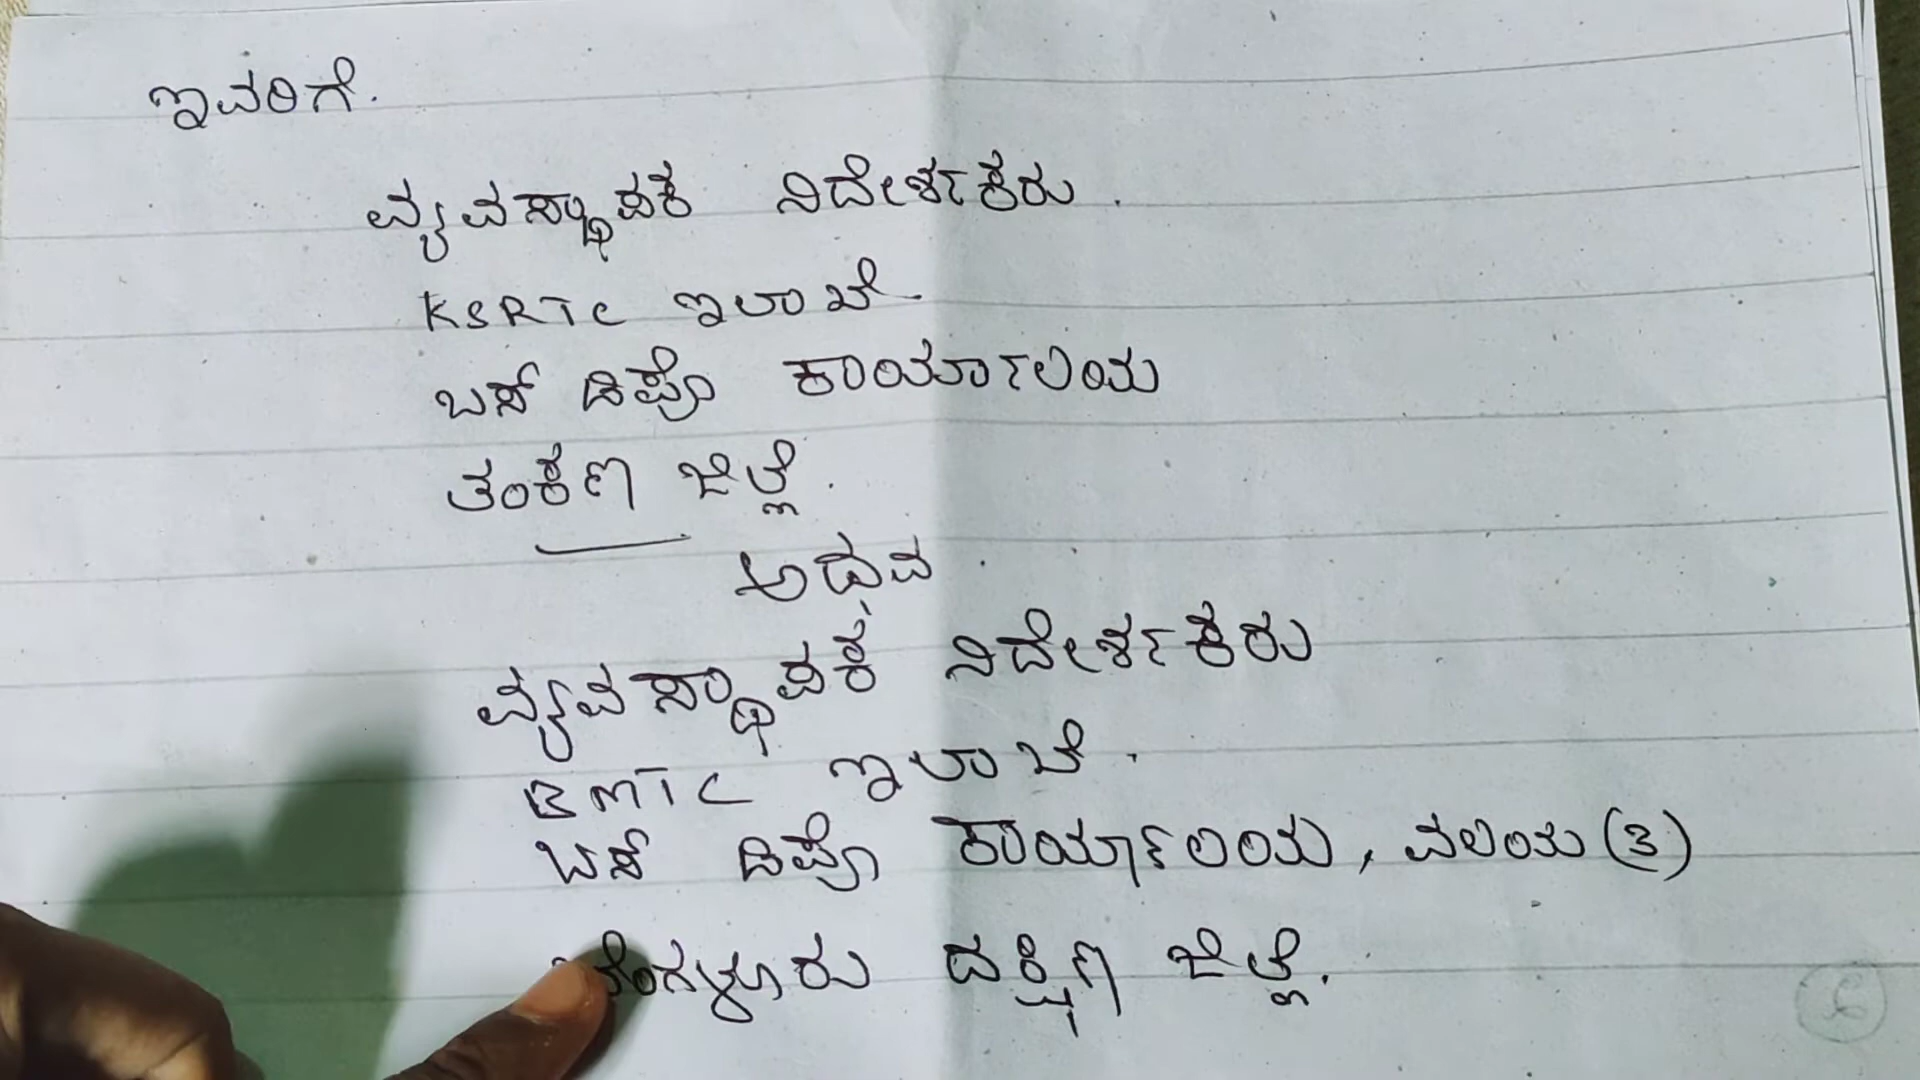 ಇವರಿಗೆ.
ವ್ಯವಸ್ಥಾಪಕ ನಿರ್ದೇಶಕರು.
KSRTC ಇಲಾಖೆ
ಬಸ್ ಡಿಪೊ ಕಾರ್ಯಾಲಯ
ತಂಕಣ ಜಿಲ್ಲೆ.
ಅಥವ
ವ್ಯವಸ್ಥಾಪಕ ನಿರ್ದೇಶಕರು
BMTC ಇಲಾಖೆ.
ಬಸ್ ಡಿಪೊ ಕಾರ್ಯಾಲಯ, ವಲಯ (3)
ಬೆಂಗಳೂರು ದಕ್ಷಿಣ ಜಿಲ್ಲೆ.